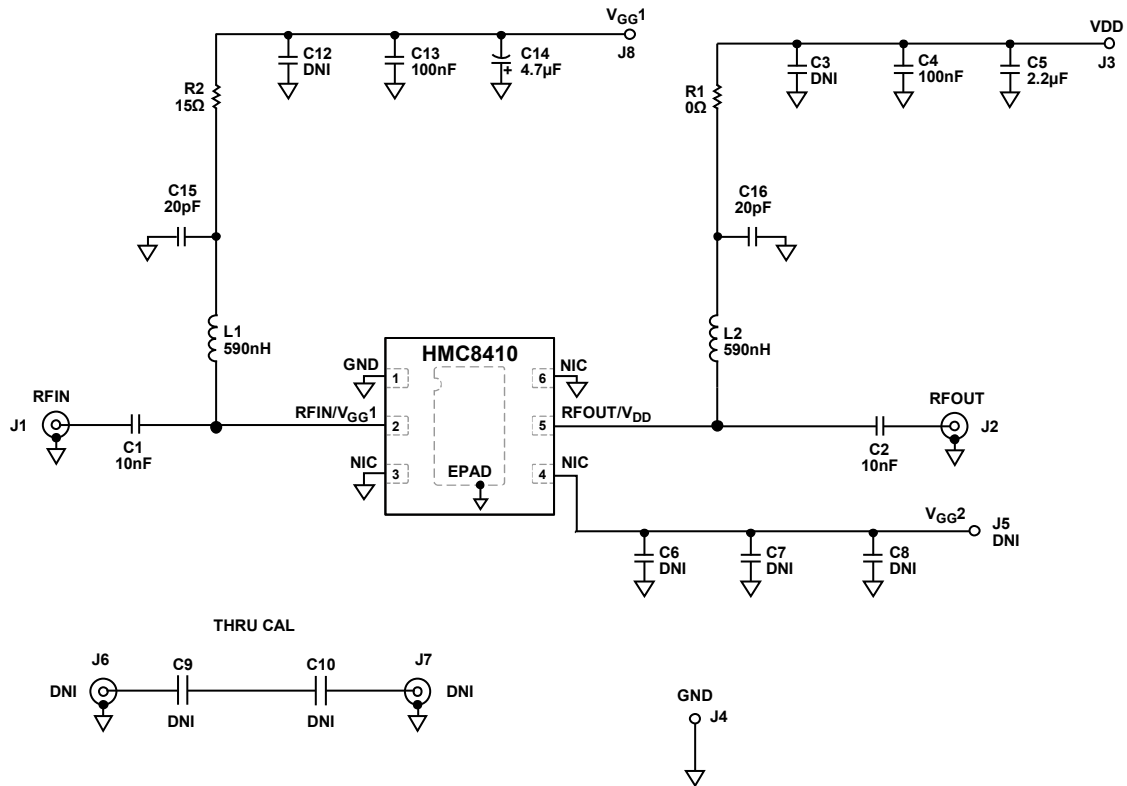 VGG1
J8
C12
DNI
C13
100nF
C14
4.7µF
+
R2
15Ω
C15
20pF
L1
590nH
VDD
J3
C3
DNI
C4
100nF
C5
2.2µF
R1
0Ω
C16
20pF
L2
590nH
HMC8410
GND
1
NIC
6
RFIN
J1
C1
10nF
RFIN/VGG1
2
5
RFOUT/VDD
RFOUT
J2
C2
10nF
NIC
3
EPAD
4
NIC
VGG2
J5
DNI
C6
DNI
C7
DNI
C8
DNI
THRU CAL
J6
DNI
C9
DNI
C10
DNI
J7
DNI
GND
J4